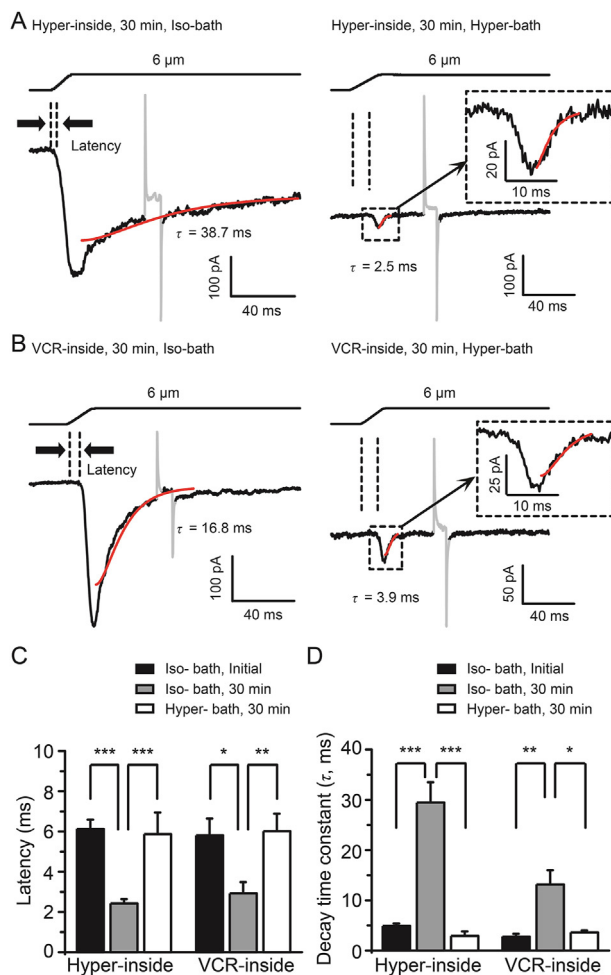 A Hyper-inside, 30 min, Iso-bath
Hyper-inside, 30 min, Hyper-bath
6 μm
6 μm
Latency
20 pA
10 ms
τ = 38.7 ms
τ = 2.5 ms
100 pA
40 ms
100 pA
40 ms
B VCR-inside, 30 min, Iso-bath
VCR-inside, 30 min, Hyper-bath
6 μm
6 μm
Latency
25 pA
10 ms
τ = 16.8 ms
τ = 3.9 ms
100 pA
40 ms
50 pA
40 ms
C
Iso- bath, Initial
Iso- bath, 30 min
Hyper- bath, 30 min
Latency (ms)
10
8
6
4
2
0
*** *** * **
Hyper-inside VCR-inside
D
Iso- bath, Initial
Iso- bath, 30 min
Hyper- bath, 30 min
Decay time constant (τ, ms)
40
30
20
10
0
*** *** ** *
Hyper-inside VCR-inside